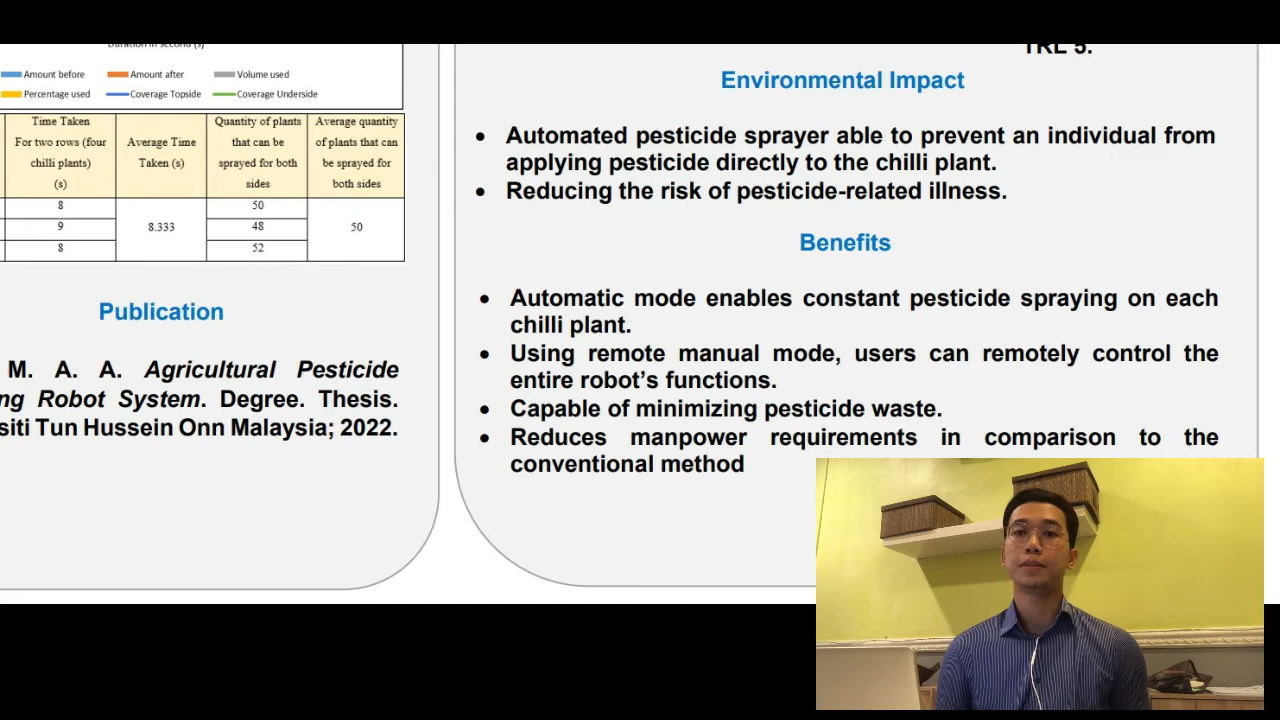 Duration in second (s)
Amount before Amount after Volume used
Percentage used Coverage Topside Coverage Underside
Time Taken
For two rows (four
chilli plants)
(s)
Average Time
Taken (s)
Quantity of plants
that can be
sprayed for both
sides
Average quantity
of plants that can
be sprayed for
both sides
8 50
9 8.333 48 50
8 52
Publication
M. A. A. Agricultural Pesticide
ng Robot System. Degree. Thesis.
siti Tun Hussein Onn Malaysia; 2022.
TRL 5.
Environmental Impact
• Automated pesticide sprayer able to prevent an individual from
applying pesticide directly to the chilli plant.
• Reducing the risk of pesticide-related illness.
Benefits
• Automatic mode enables constant pesticide spraying on each
chilli plant.
• Using remote manual mode, users can remotely control the
entire robot’s functions.
• Capable of minimizing pesticide waste.
• Reduces manpower requirements in comparison to the
conventional method